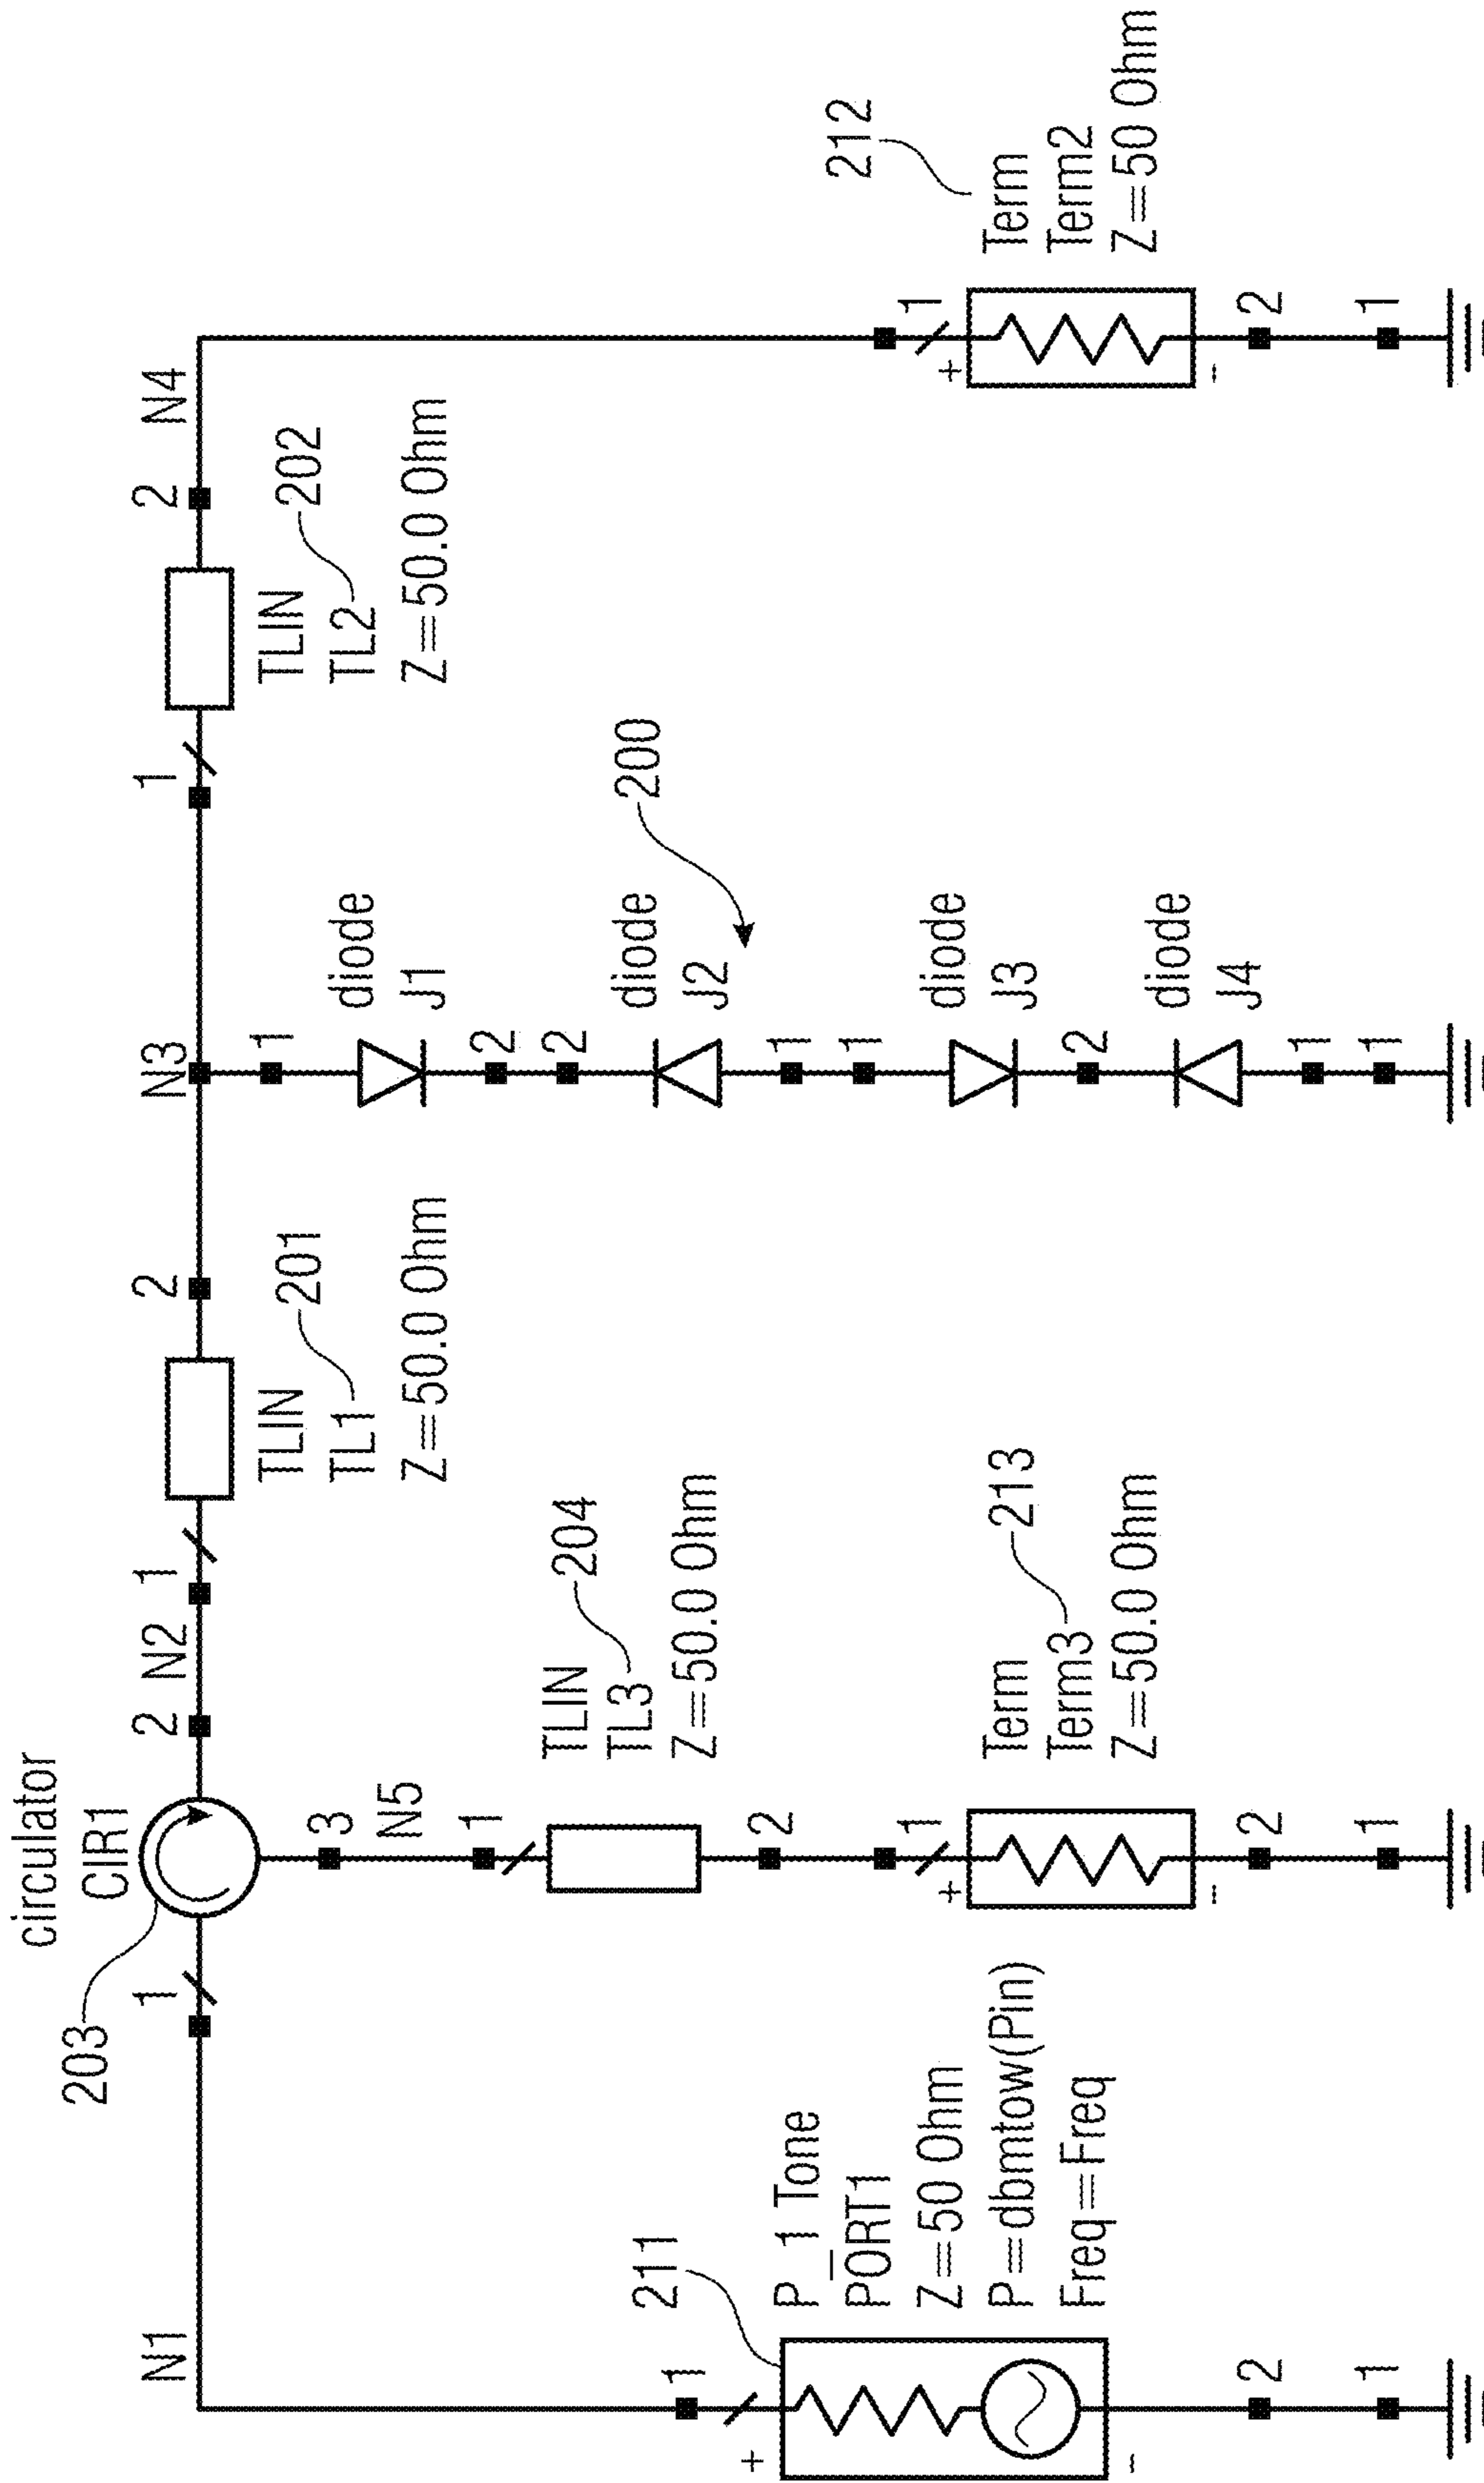 circulator
CIR1
203
N1
1
2
N2
1
2
N3
1
2
N4
TLIN
TL1
201
Z=50.0 Ohm
TLIN
TL2
202
Z=50.0 Ohm
3
N5
1
TLIN
TL3
204
Z=50.0 Ohm
2
1
diode
J1
2
2
diode
J2
200
1
1
diode
J3
2
diode
J4
1
1
211
1
+
P_1 Tone
PORT1
Z=50 Ohm
P=dbmtow(Pin)
Freq=Freq
-
2
1
1
+
Term
Term3
213
Z=50.0 Ohm
-
2
1
212
1
+
Term
Term2
Z=50 Ohm
-
2
1